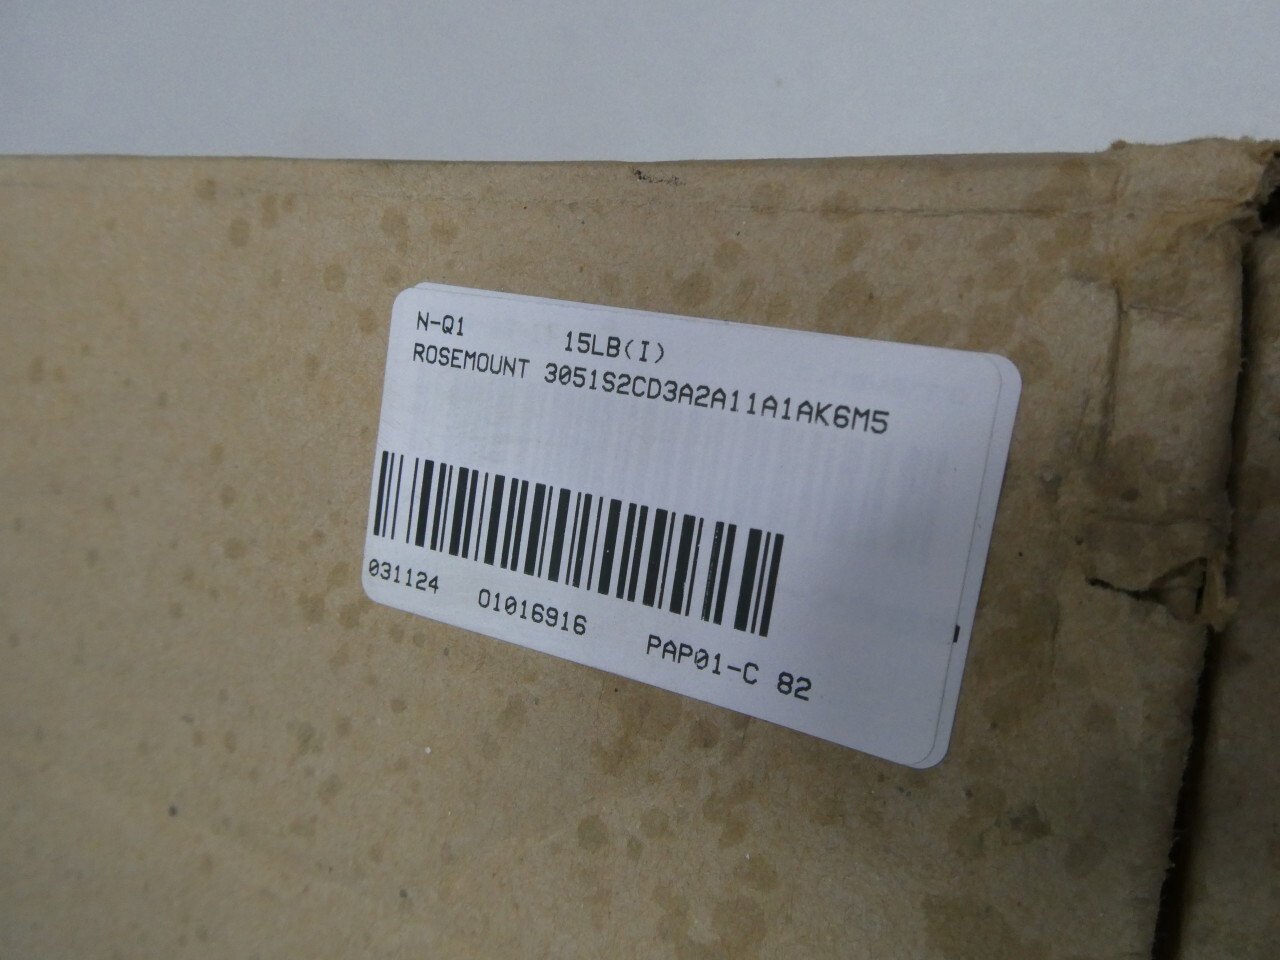 N-Q1 15LB(I)
ROSEMOUNT 3051S2CD3A2A11A1AK6M5
031124 01016916 PAP01-C 82